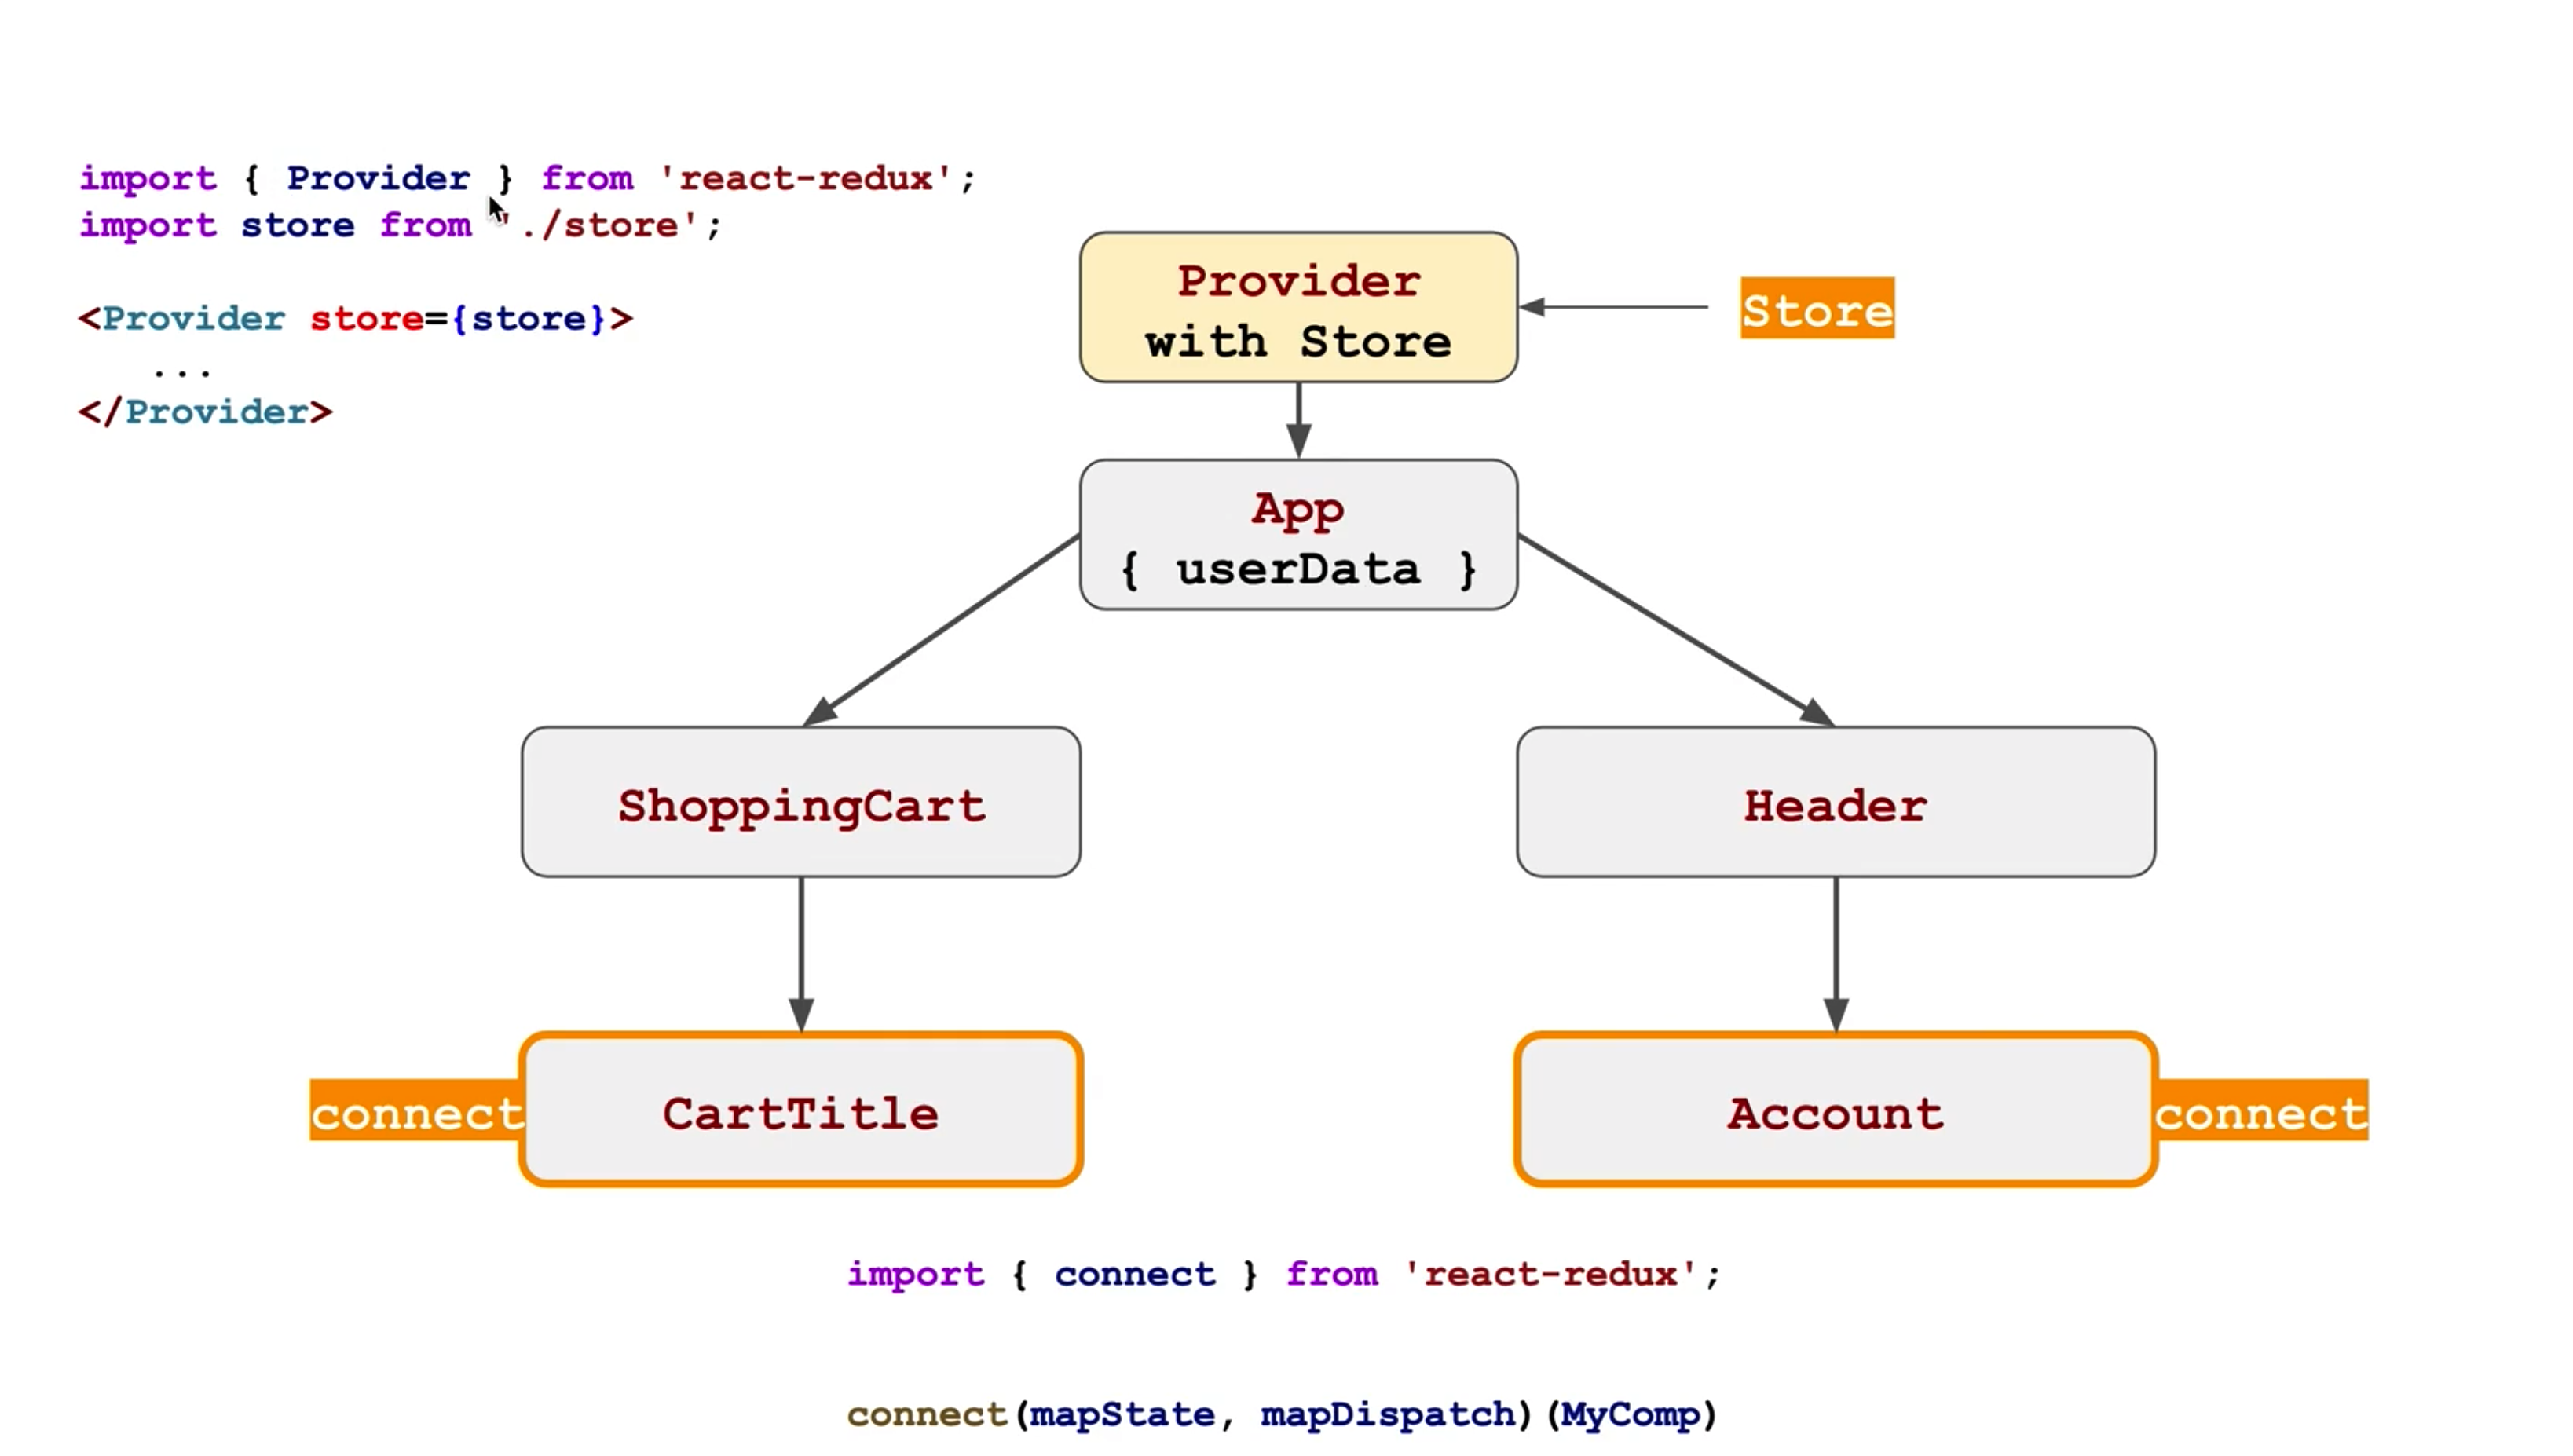 import { Provider } from 'react-redux';
import store from './store';
<Provider store={store}>
...
</Provider>
Provider
with Store
Store
App
{ userData }
ShoppingCart
Header
connect
CartTitle
Account
connect
import { connect } from 'react-redux';
connect(mapState, mapDispatch)(MyComp)